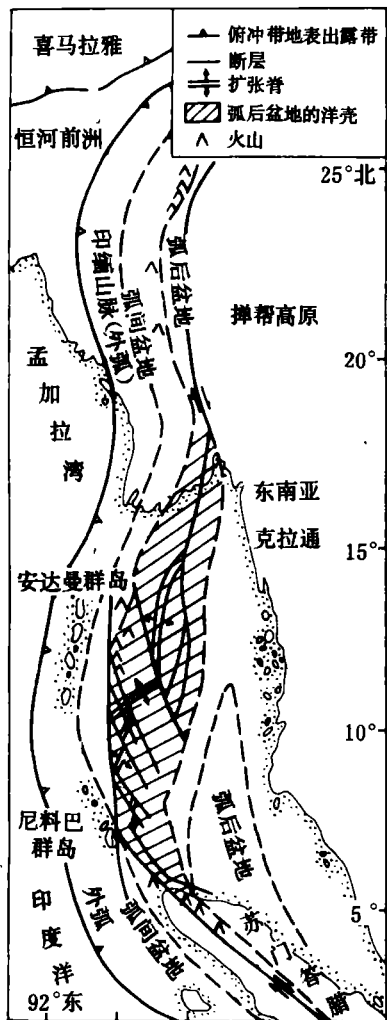 喜马拉雅
俯冲带地表出露带
断层
扩张脊
弧后盆地的洋壳
火山
恒河前洲
25°北
印缅山脉(外弧)
弧间盆地
弧后盆地
掸帮高原
20°
孟加拉湾
东南亚
克拉通
15°
安达曼群岛
10°
尼科巴
群岛
弧后盆地
外弧
弧间盆地
苏门答腊
5°
印度洋
92°东